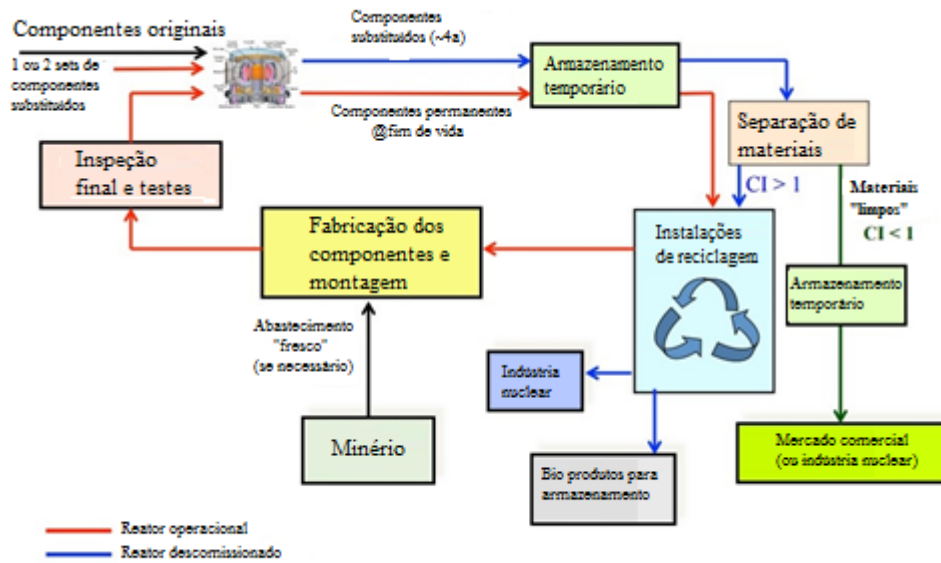 Componentes originais
1 ou 2 sets de
componentes
substituídos
Componentes
substituídos (~4a)
Componentes permanentes
@fim de vida
Armazenamento
temporário
Separação de
materiais
CI > 1
Materiais
"limpos"
CI < 1
Inspeção
final e testes
Fabricação dos
componentes e
montagem
Instalações
de reciclagem
Armazenamento
temporário
Abastecimento
"fresco"
(se necessário)
Indústria
nuclear
Minério
Bio produtos para
armazenamento
Mercado comercial
(ou indústria nuclear)
Reator operacional
Reator descomissionado